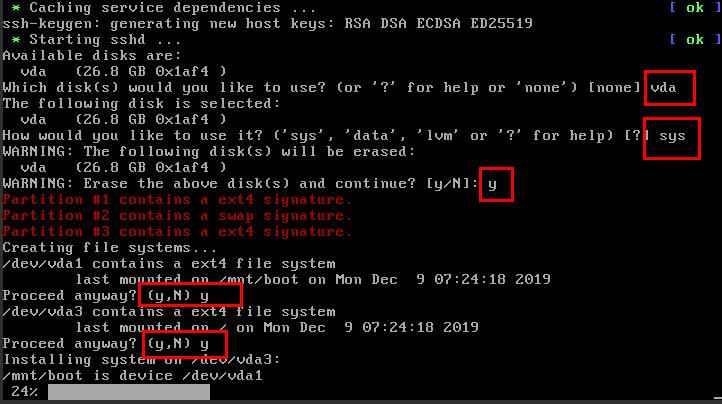 * Caching service dependencies ... [ ok ]
ssh-keygen: generating new host keys: RSA DSA ECDSA ED25519
* Starting sshd ... [ ok ]
Available disks are:
vda (26.8 GB 0x1af4 )
Which disk(s) would you like to use? (or '?' for help or 'none') [none] vda
The following disk is selected:
vda (26.8 GB 0x1af4 )
How would you like to use it? ('sys', 'data', 'lvm' or '?' for help) [?] sys
WARNING: The following disk(s) will be erased:
vda (26.8 GB 0x1af4 )
WARNING: Erase the above disk(s) and continue? [y/N]: y
Partition #1 contains a ext4 signature.
Partition #2 contains a swap signature.
Partition #3 contains a ext4 signature.
Creating file systems...
/dev/vda1 contains a ext4 file system
last mounted on /mnt/boot on Mon Dec 9 07:24:18 2019
Proceed anyway? (y,N) y
/dev/vda3 contains a ext4 file system
last mounted on / on Mon Dec 9 07:24:18 2019
Proceed anyway? (y,N) y
Installing system on /dev/vda3:
/mnt/boot is device /dev/vda1
24%